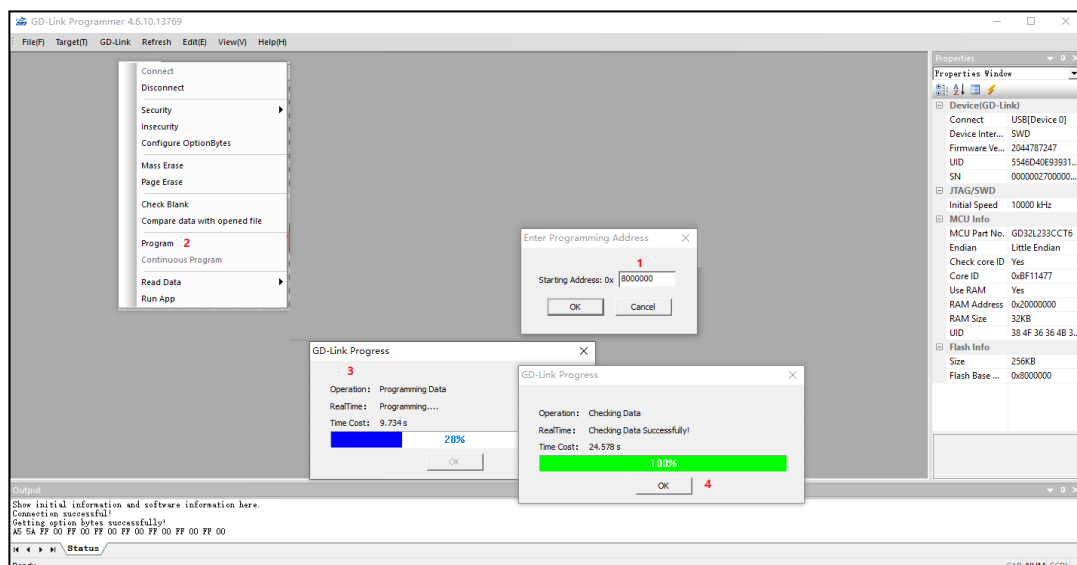 GD-Link Programmer 4.6.10.13769
File(F) Target(T) GD-Link Refresh Edit(E) View(V) Help(H)
Connect
Disconnect
Security
Insecurity
Configure OptionBytes
Mass Erase
Page Erase
Check Blank
Compare data with opened file
Program 2
Continuous Program
Read Data
Run App
Enter Programming Address
1
Starting Address: 0x 8000000
OK Cancel
GD-Link Progress
3
Operation: Programming Data
RealTime: Programming....
Time Cost: 9.734 s
28%
OK
GD-Link Progress
Operation: Checking Data
RealTime: Checking Data Successfully!
Time Cost: 24.578 s
100%
OK 4
Properties
Properties Window
Device(GD-Link)
Connect USB[Device 0]
Device Inter... SWD
Firmware Ve... 2044787247
UID 5546D40E93931...
SN 0000002700000...
JTAG/SWD
Initial Speed 10000 kHz
MCU Info
MCU Part No. GD32L233CCT6
Endian Little Endian
Check core ID Yes
Core ID 0xBF11477
Use RAM Yes
RAM Address 0x20000000
RAM Size 32KB
UID 38 4F 36 36 4B 3...
Flash Info
Size 256KB
Flash Base ... 0x8000000
Output
Show initial information and software information here.
Connection successful!
Getting option bytes successfully!
A5 5A FF 00 FF 00 FF 00 FF 00 FF 00 FF 00 FF 00
Status